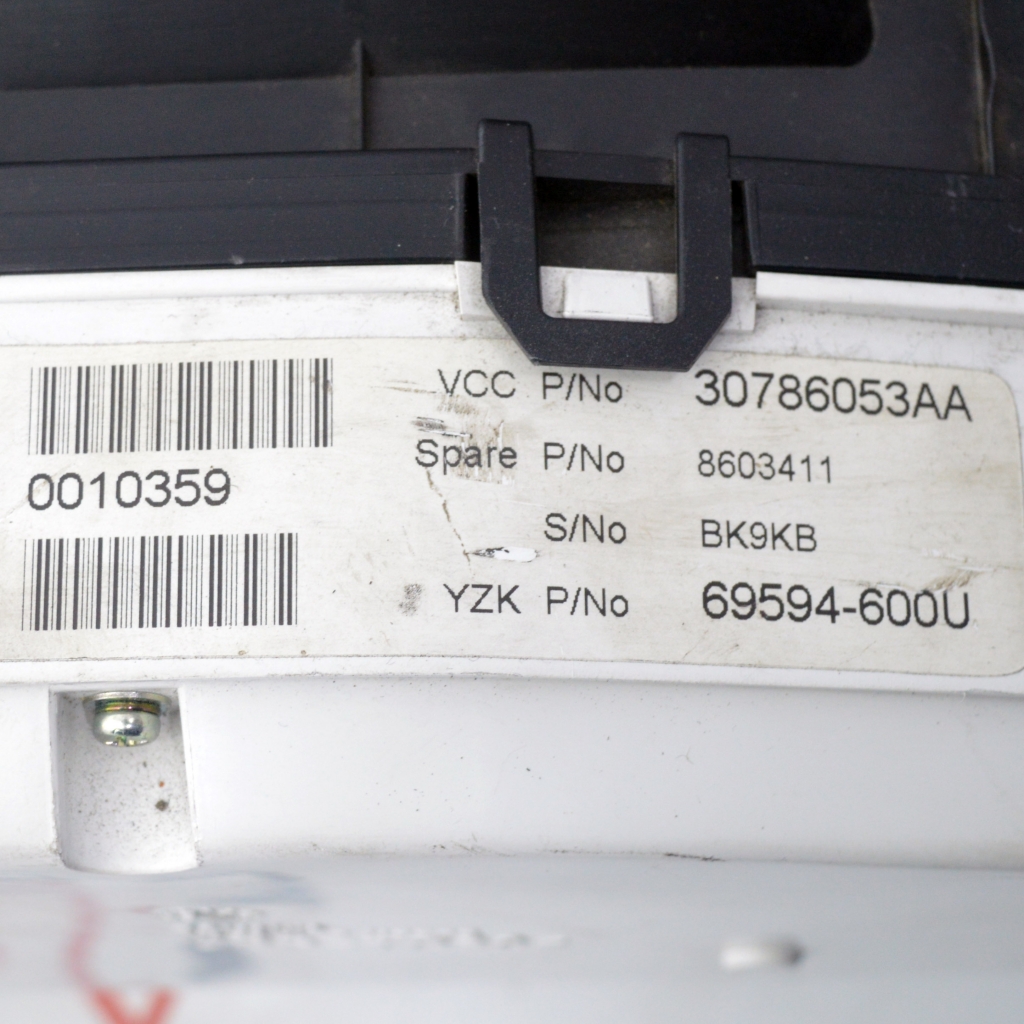 VCC P/No 30786053AA
Spare P/No 8603411
0010359
S/No BK9KB
YZK P/No 69594-600U